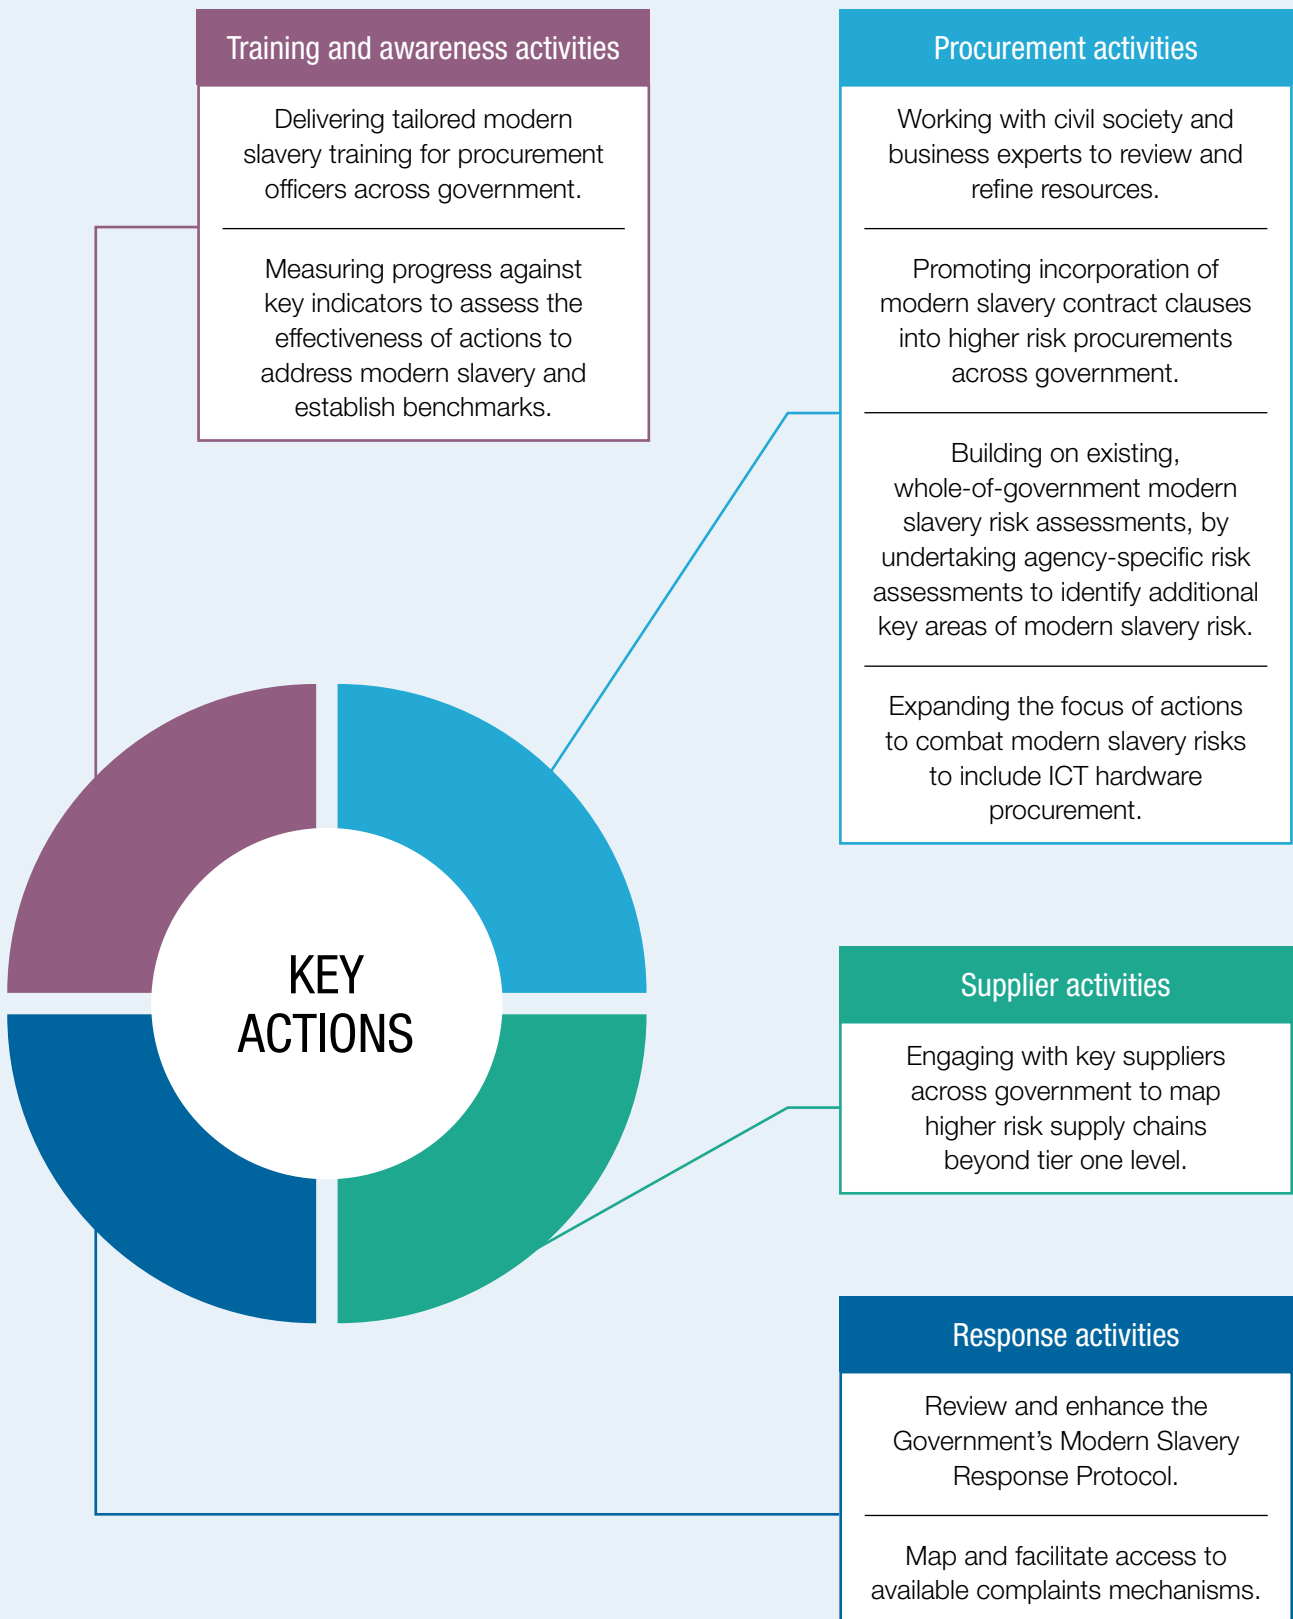 Training and awareness activities
Delivering tailored modern
slavery training for procurement
officers across government.
Measuring progress against
key indicators to assess the
effectiveness of actions to
address modern slavery and
establish benchmarks.
Procurement activities
Working with civil society and
business experts to review and
refine resources.
Promoting incorporation of
modern slavery contract clauses
into higher risk procurements
across government.
Building on existing,
whole-of-government modern
slavery risk assessments, by
undertaking agency-specific risk
assessments to identify additional
key areas of modern slavery risk.
Expanding the focus of actions
to combat modern slavery risks
to include ICT hardware
procurement.
KEY
ACTIONS
Supplier activities
Engaging with key suppliers
across government to map
higher risk supply chains
beyond tier one level.
Response activities
Review and enhance the
Government’s Modern Slavery
Response Protocol.
Map and facilitate access to
available complaints mechanisms.